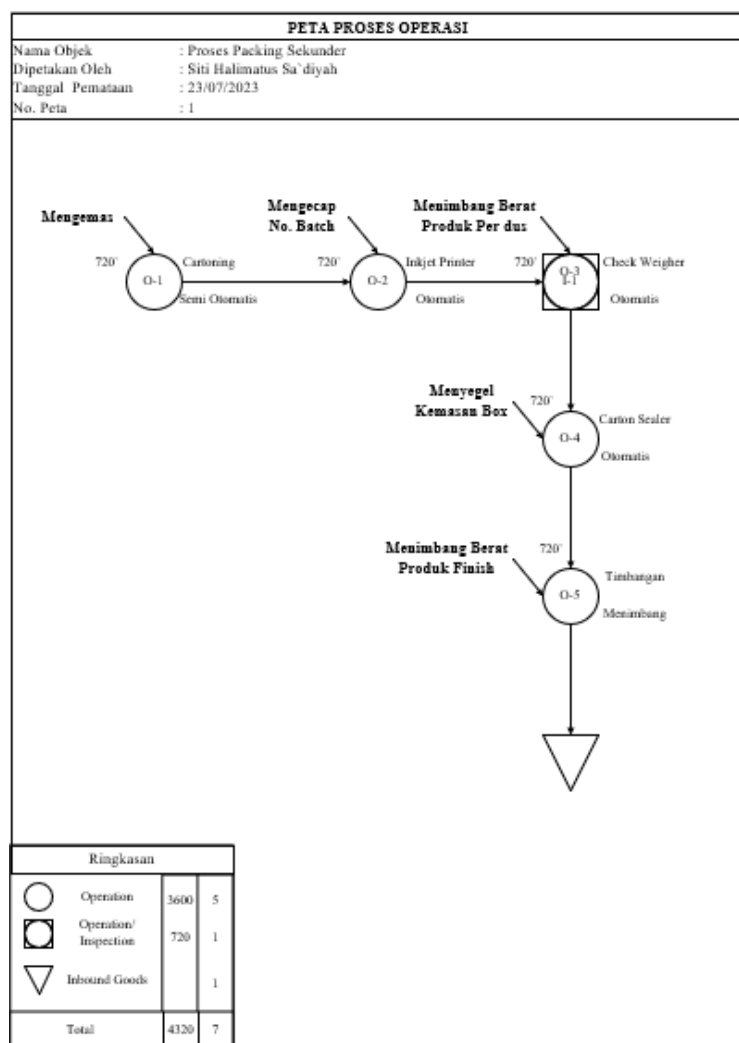 PETA PROSES OPERASI
Nama Objek : Proses Packing Sekunder
Dipetakan Oleh : Siti Halimatus Sa`diyah
Tanggal Pemataan : 23/07/2023
No. Peta : 1
Mengemas
Mengecap
No. Batch
Menimbang Berat
Produk Per dus
720`
O-1
Cartoning
Semi Otomatis
720`
O-2
Inkjet Printer
Otomatis
720`
O-3
I-1
Check Weigher
Otomatis
Menyegel
Kemasan Box
720`
O-4
Carton Sealer
Otomatis
Menimbang Berat
Produk Finish
720`
O-5
Timbangan
Menimbang
Ringkasan
Operation 3600 5
Operation/
Inspection 720 1
Inbound Goods 1
Total 4320 7